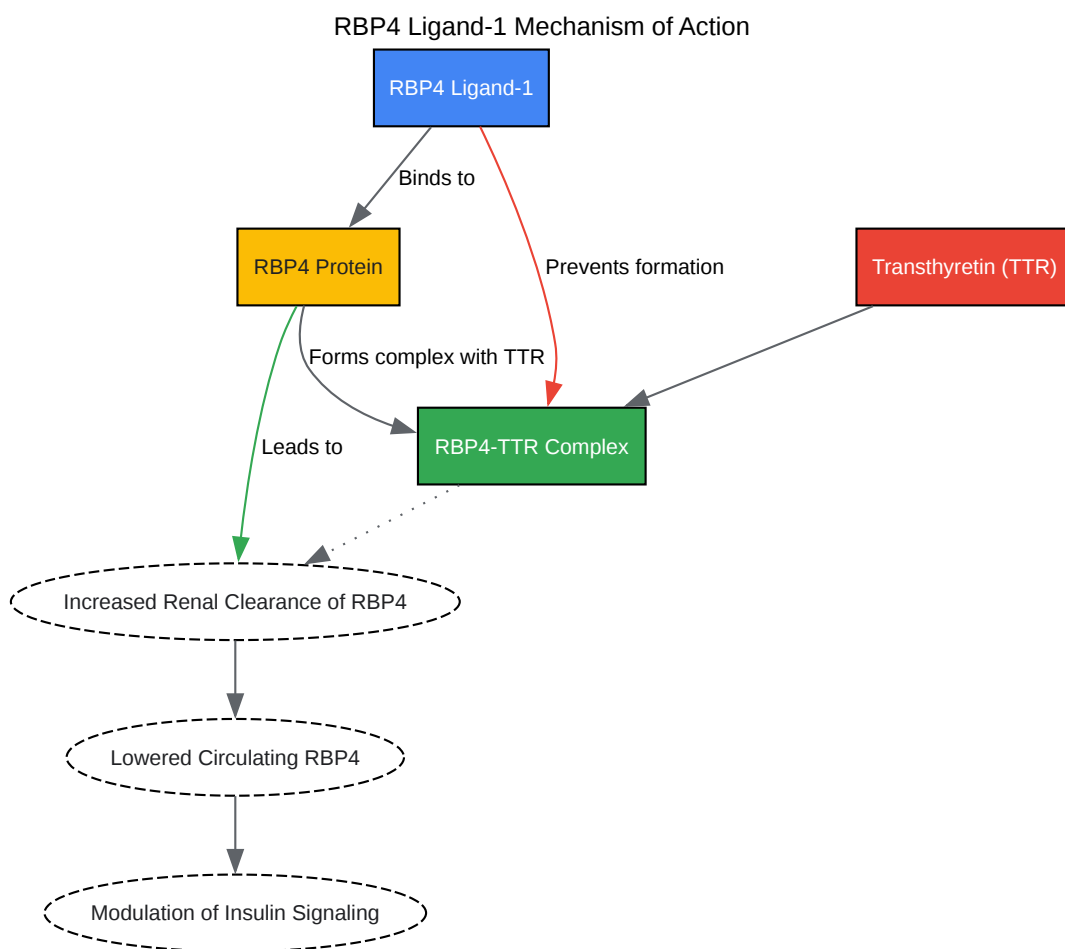 RBP4 Ligand-1 Mechanism of Action
RBP4 Ligand-1
Binds to
RBP4 Protein
Prevents formation
Transthyretin (TTR)
Forms complex with TTR
Leads to
RBP4-TTR Complex
Increased Renal Clearance of RBP4
Lowered Circulating RBP4
Modulation of Insulin Signaling